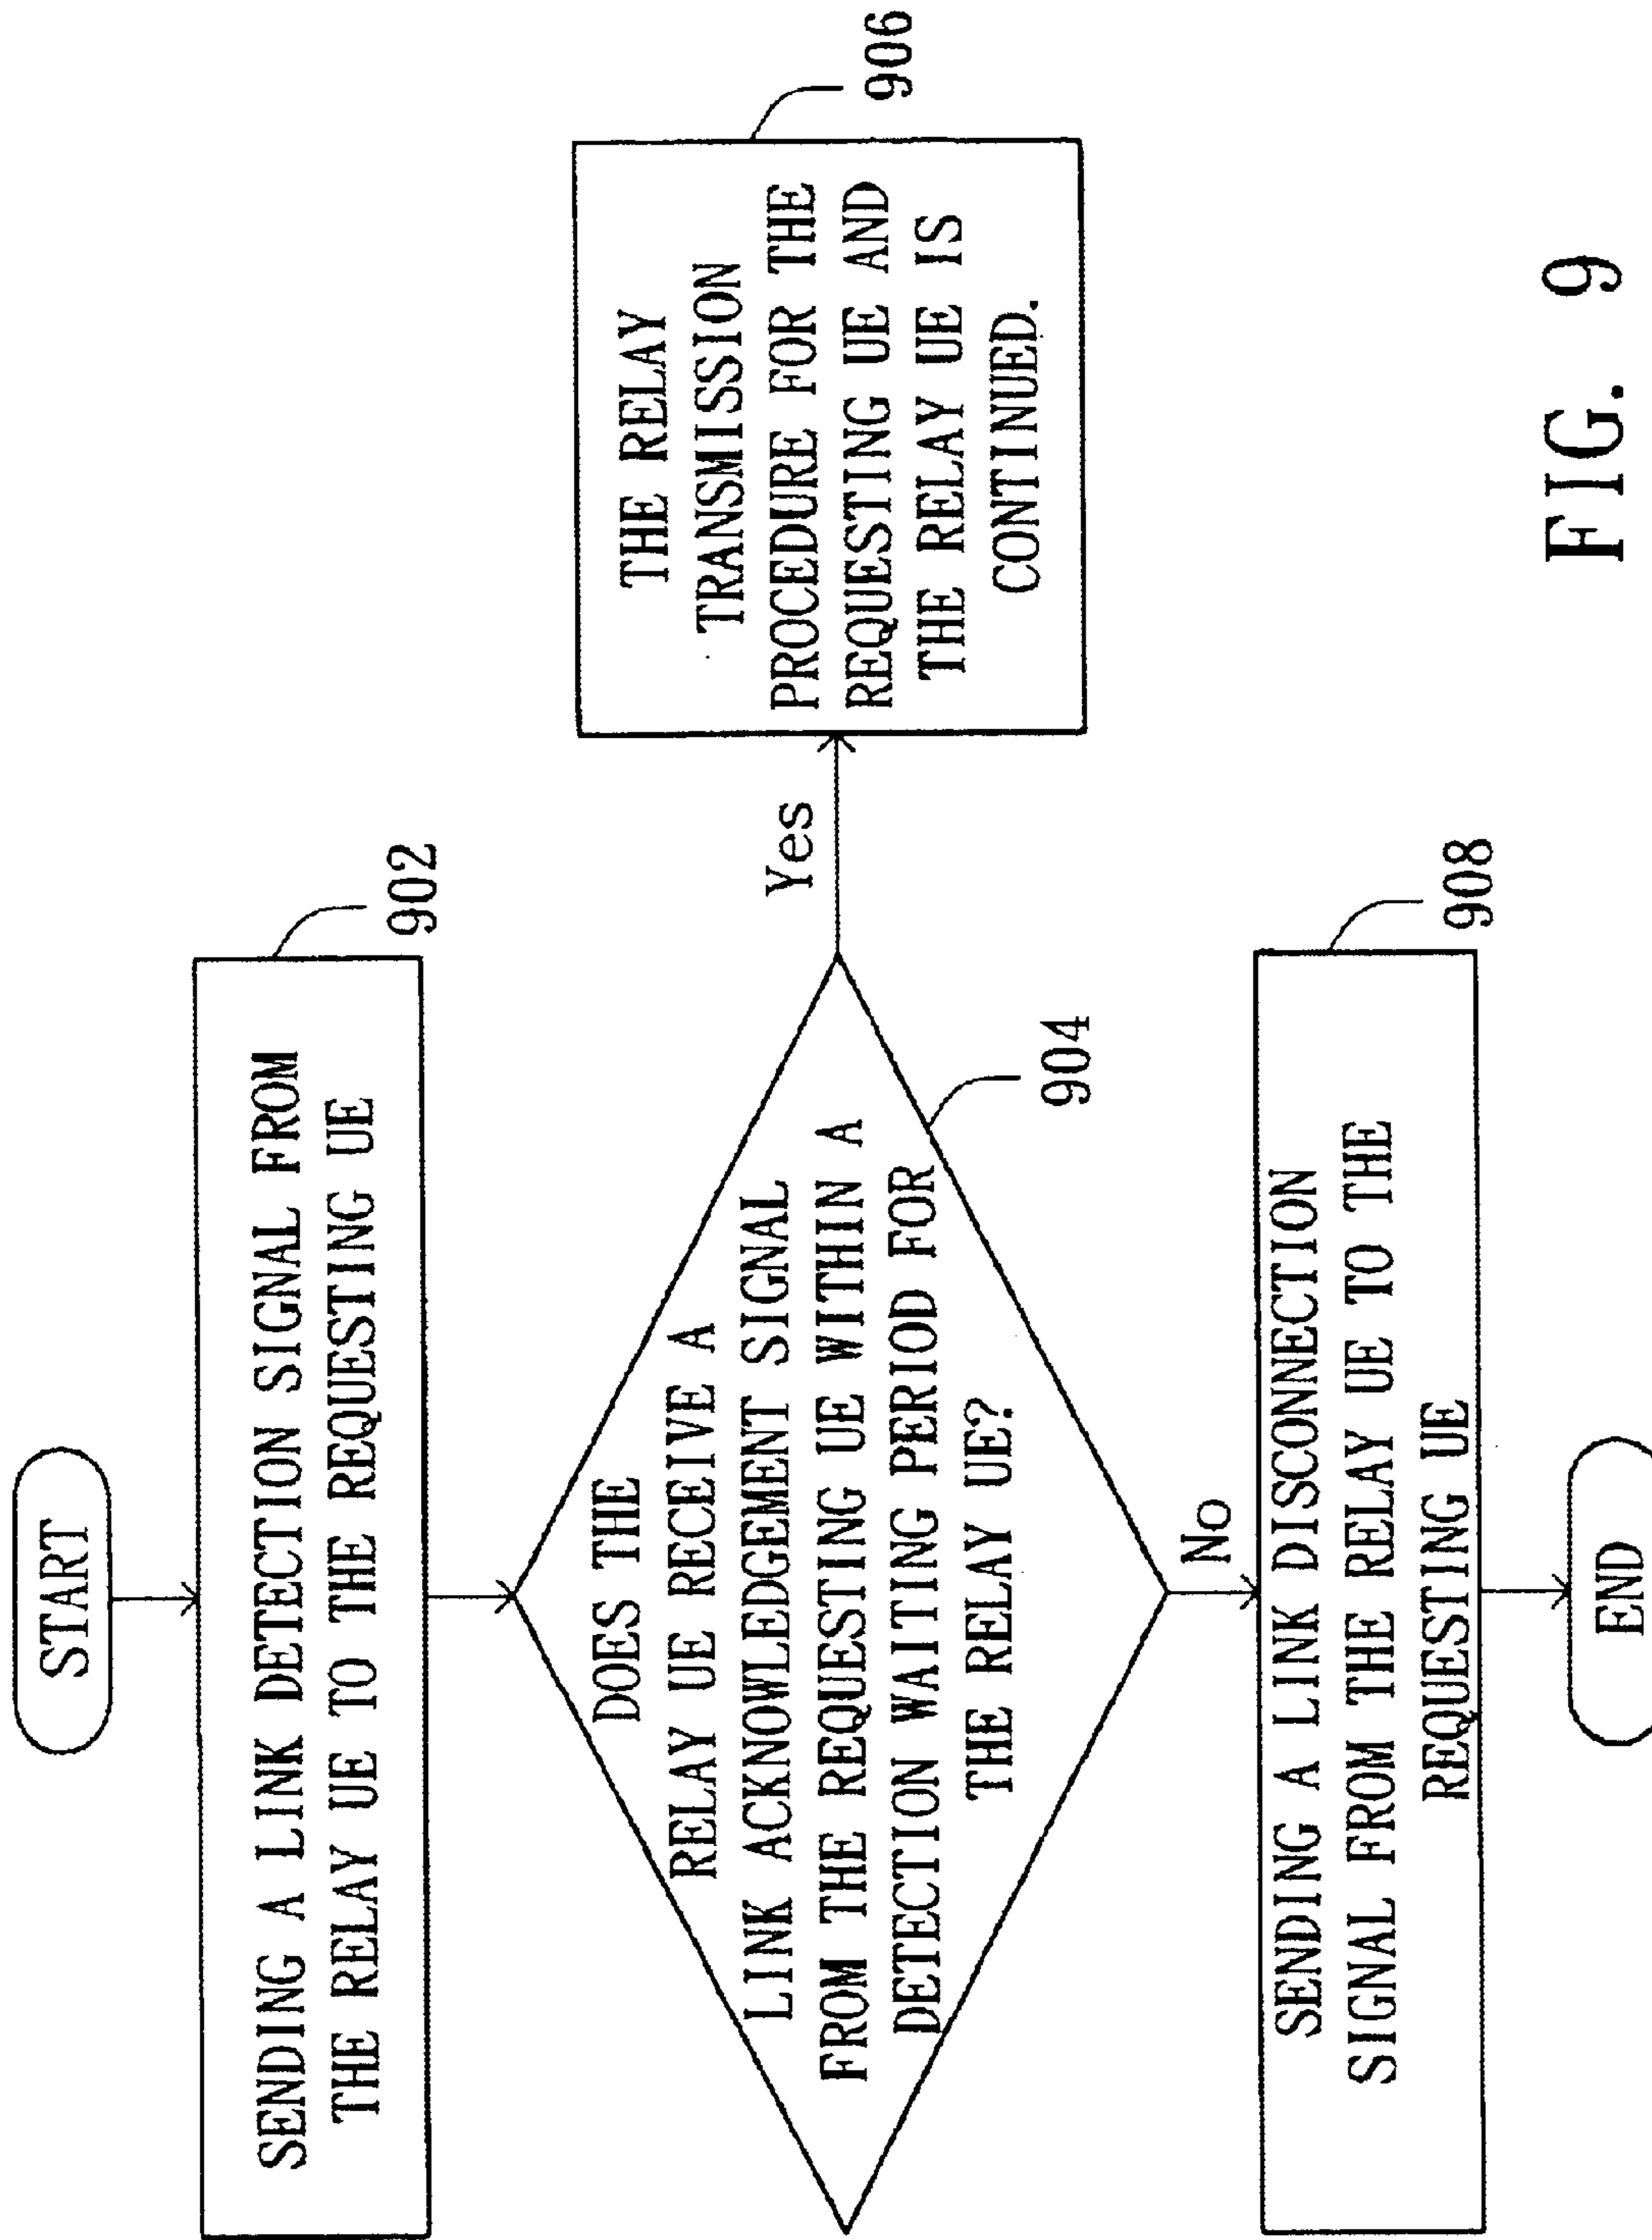 START
SENDING A LINK DETECTION SIGNAL FROM
THE RELAY UE TO THE REQUESTING UE
902
DOES THE
RELAY UE RECEIVE A
LINK ACKNOWLEDGEMENT SIGNAL
FROM THE REQUESTING UE WITHIN A
DETECTION WAITING PERIOD FOR
THE RELAY UE?
904
Yes
THE RELAY
TRANSMISSION
PROCEDURE FOR THE
REQUESTING UE AND
THE RELAY UE IS
CONTINUED.
906
No
SENDING A LINK DISCONNECTION
SIGNAL FROM THE RELAY UE TO THE
REQUESTING UE
908
END
FIG. 9